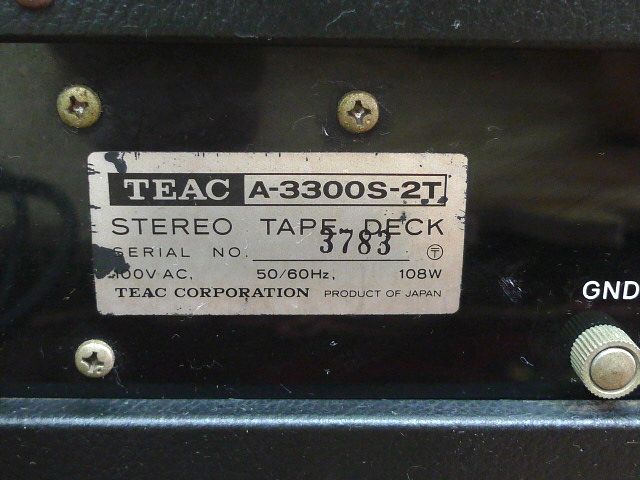 TEAC A-3300S-2T
STEREO TAPE DECK
SERIAL NO. 3783 〒
100V AC, 50/60Hz, 108W
TEAC CORPORATION PRODUCT OF JAPAN
GND